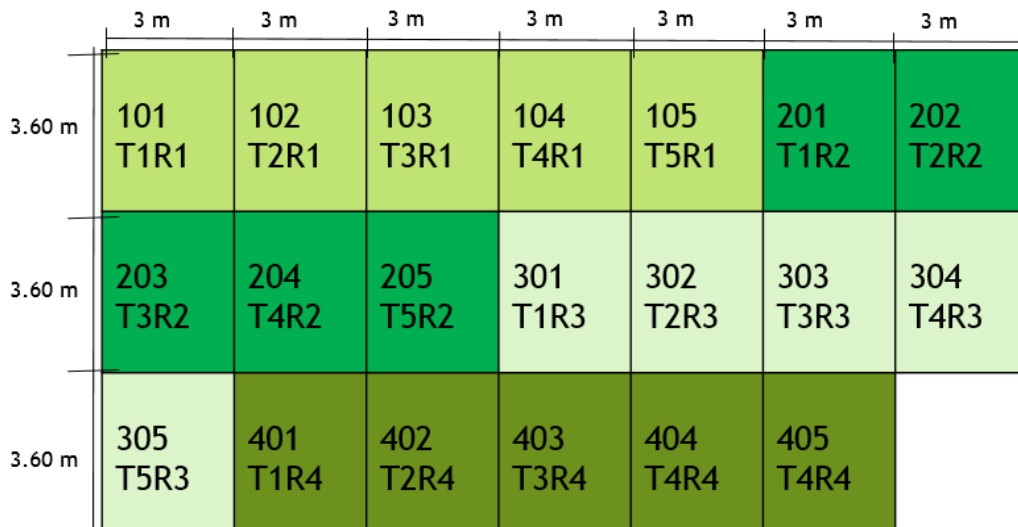 3 m 3 m 3 m 3 m 3 m 3 m 3 m
3.60 m
101 102 103 104 105 201 202
T1R1 T2R1 T3R1 T4R1 T5R1 T1R2 T2R2
3.60 m
203 204 205 301 302 303 304
T3R2 T4R2 T5R2 T1R3 T2R3 T3R3 T4R3
3.60 m
305 401 402 403 404 405
T5R3 T1R4 T2R4 T3R4 T4R4 T4R4